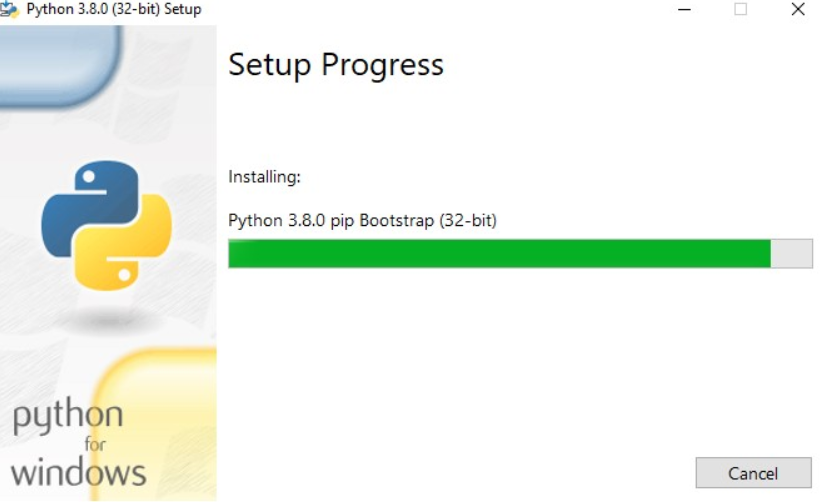 Python 3.8.0 (32-bit) Setup
Setup Progress
Installing:
Python 3.8.0 pip Bootstrap (32-bit)
python
for
windows
Cancel